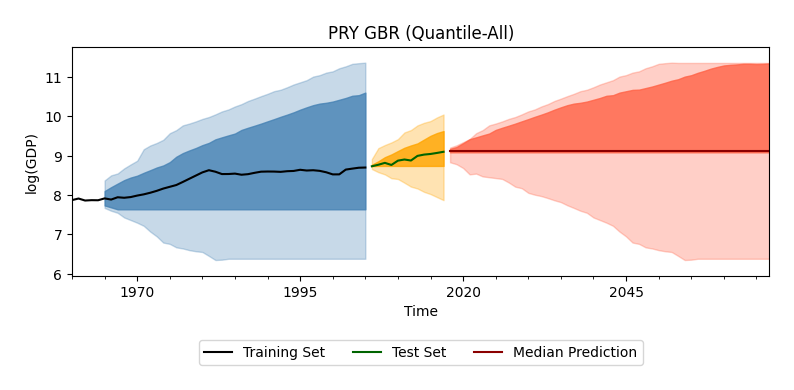 PRY GBR (Quantile-All)
log(GDP)
11
10
9
8
7
6
1970 1995 2020 2045
Time
Training Set Test Set Median Prediction